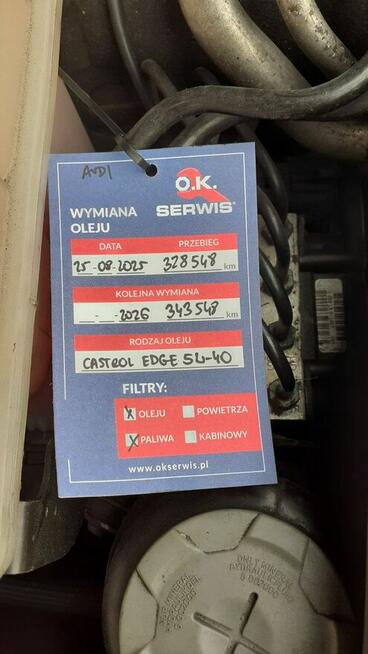 AUDI
O.K.
SERWIS
WYMIANA
OLEJU
DATA PRZEBIEG
25-08-2025 328548 km
KOLEJNA WYMIANA
- - 2026 343548 km
RODZAJ OLEJU
CASTROL EDGE 5W-40
FILTRY:
X OLEJU POWIETRZA
X PALIWA KABINOWY
www.okserwis.pl